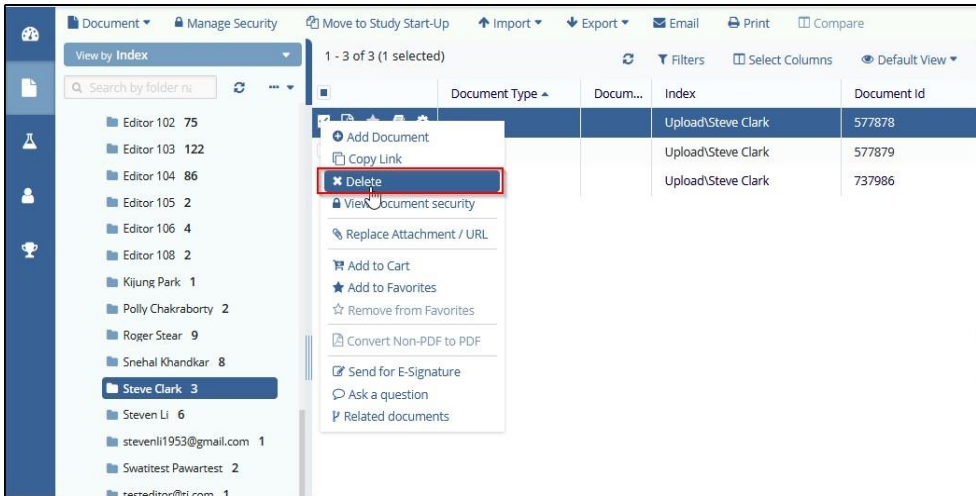 Document Manage Security Move to Study Start-Up Import Export Email Print Compare
View by Index
1 - 3 of 3 (1 selected) Filters Select Columns Default View
Search by folder na
Document Type Docum... Index Document Id
Editor 102 75
Upload\Steve Clark 577878
Add Document
Editor 103 122
Upload\Steve Clark 577879
Copy Link
Editor 104 86
Delete
Upload\Steve Clark 737986
Editor 105 2
View Document security
Editor 106 4
Replace Attachment / URL
Editor 108 2
Add to Cart
Kijung Park 1
Add to Favorites
Polly Chakraborty 2
Remove from Favorites
Roger Stear 9
Convert Non-PDF to PDF
Snehal Khandkar 8
Send for E-Signature
Steve Clark 3
Ask a question
Steven Li 6
Related documents
stevenli1953@gmail.com 1
Swatitest Pawartest 2
testeditor@ti.com 1